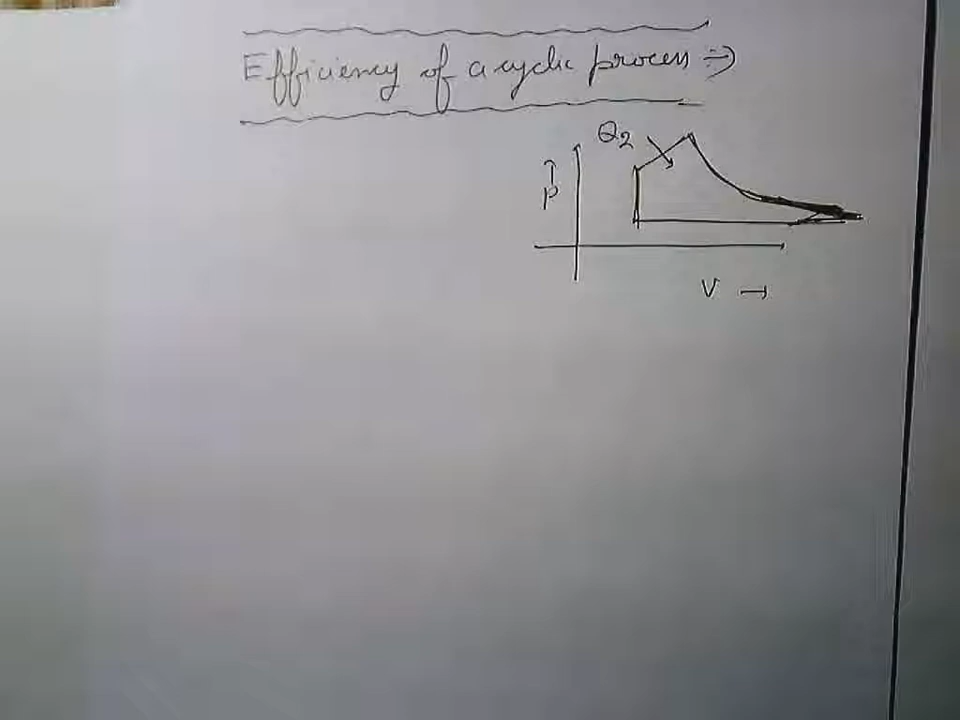 Efficiency of a cyclic process ⇒
Q2
P →
V →